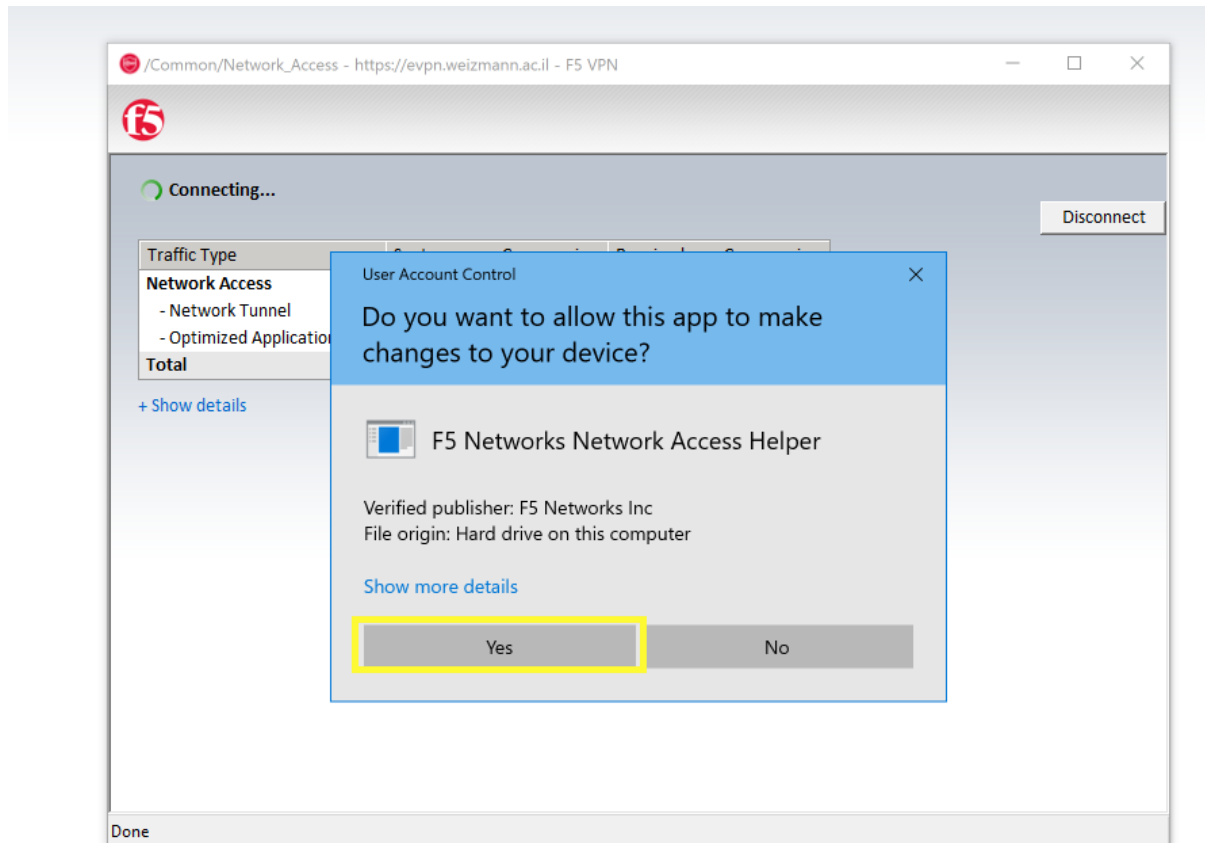 /Common/Network_Access - https://evpn.weizmann.ac.il - F5 VPN
f5
Connecting...
Disconnect
Traffic Type
Network Access
- Network Tunnel
- Optimized Application
Total
+ Show details
User Account Control
Do you want to allow this app to make
changes to your device?
F5 Networks Network Access Helper
Verified publisher: F5 Networks Inc
File origin: Hard drive on this computer
Show more details
Yes No
Done